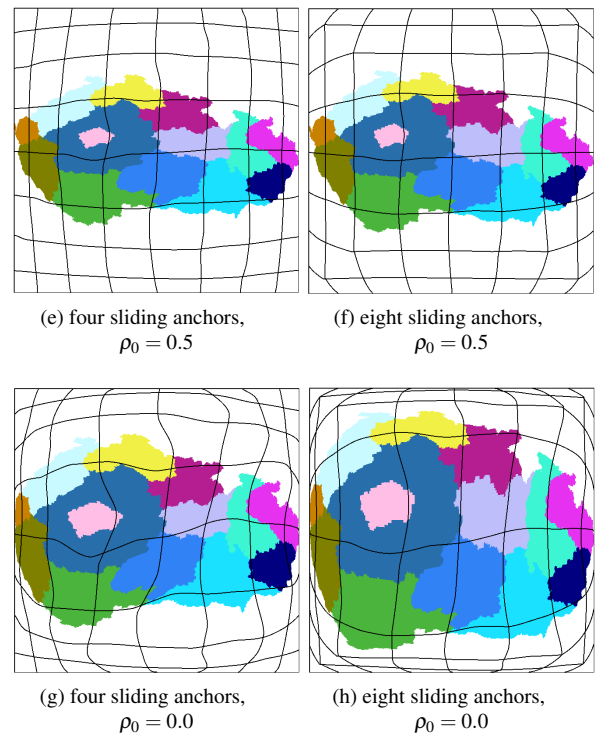 (e) four sliding anchors,
ρ₀ = 0.5
(f) eight sliding anchors,
ρ₀ = 0.5
(g) four sliding anchors,
ρ₀ = 0.0
(h) eight sliding anchors,
ρ₀ = 0.0